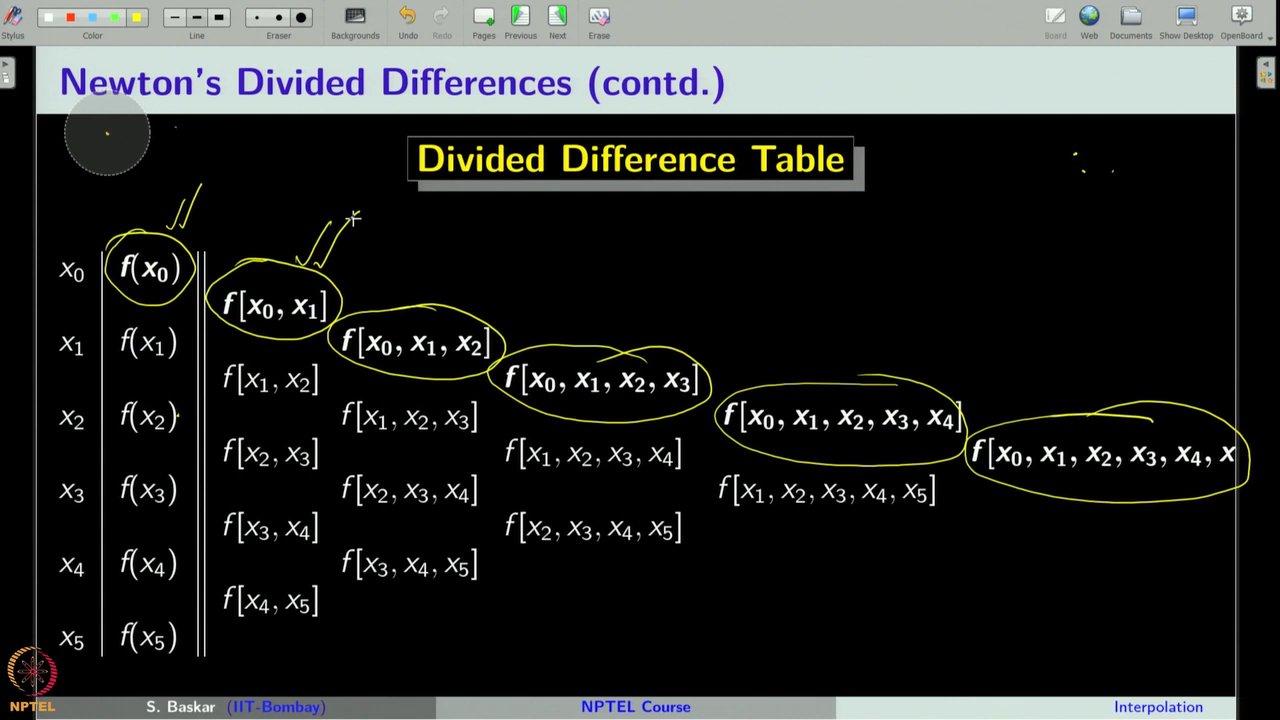 Stylus Color Line Eraser Backgrounds Undo Redo Pages Previous Next Erase Board Web Documents Show Desktop OpenBoard
Newton's Divided Differences (contd.)
Divided Difference Table
x₀ f(x₀)
f[x₀, x₁]
x₁ f(x₁) f[x₀, x₁, x₂]
f[x₁, x₂] f[x₀, x₁, x₂, x₃]
x₂ f(x₂) f[x₁, x₂, x₃] f[x₀, x₁, x₂, x₃, x₄]
f[x₂, x₃] f[x₁, x₂, x₃, x₄] f[x₀, x₁, x₂, x₃, x₄, x
x₃ f(x₃) f[x₂, x₃, x₄] f[x₁, x₂, x₃, x₄, x₅]
f[x₃, x₄] f[x₂, x₃, x₄, x₅]
x₄ f(x₄) f[x₃, x₄, x₅]
f[x₄, x₅]
x₅ f(x₅)
NPTEL
S. Baskar (IIT-Bombay) NPTEL Course Interpolation